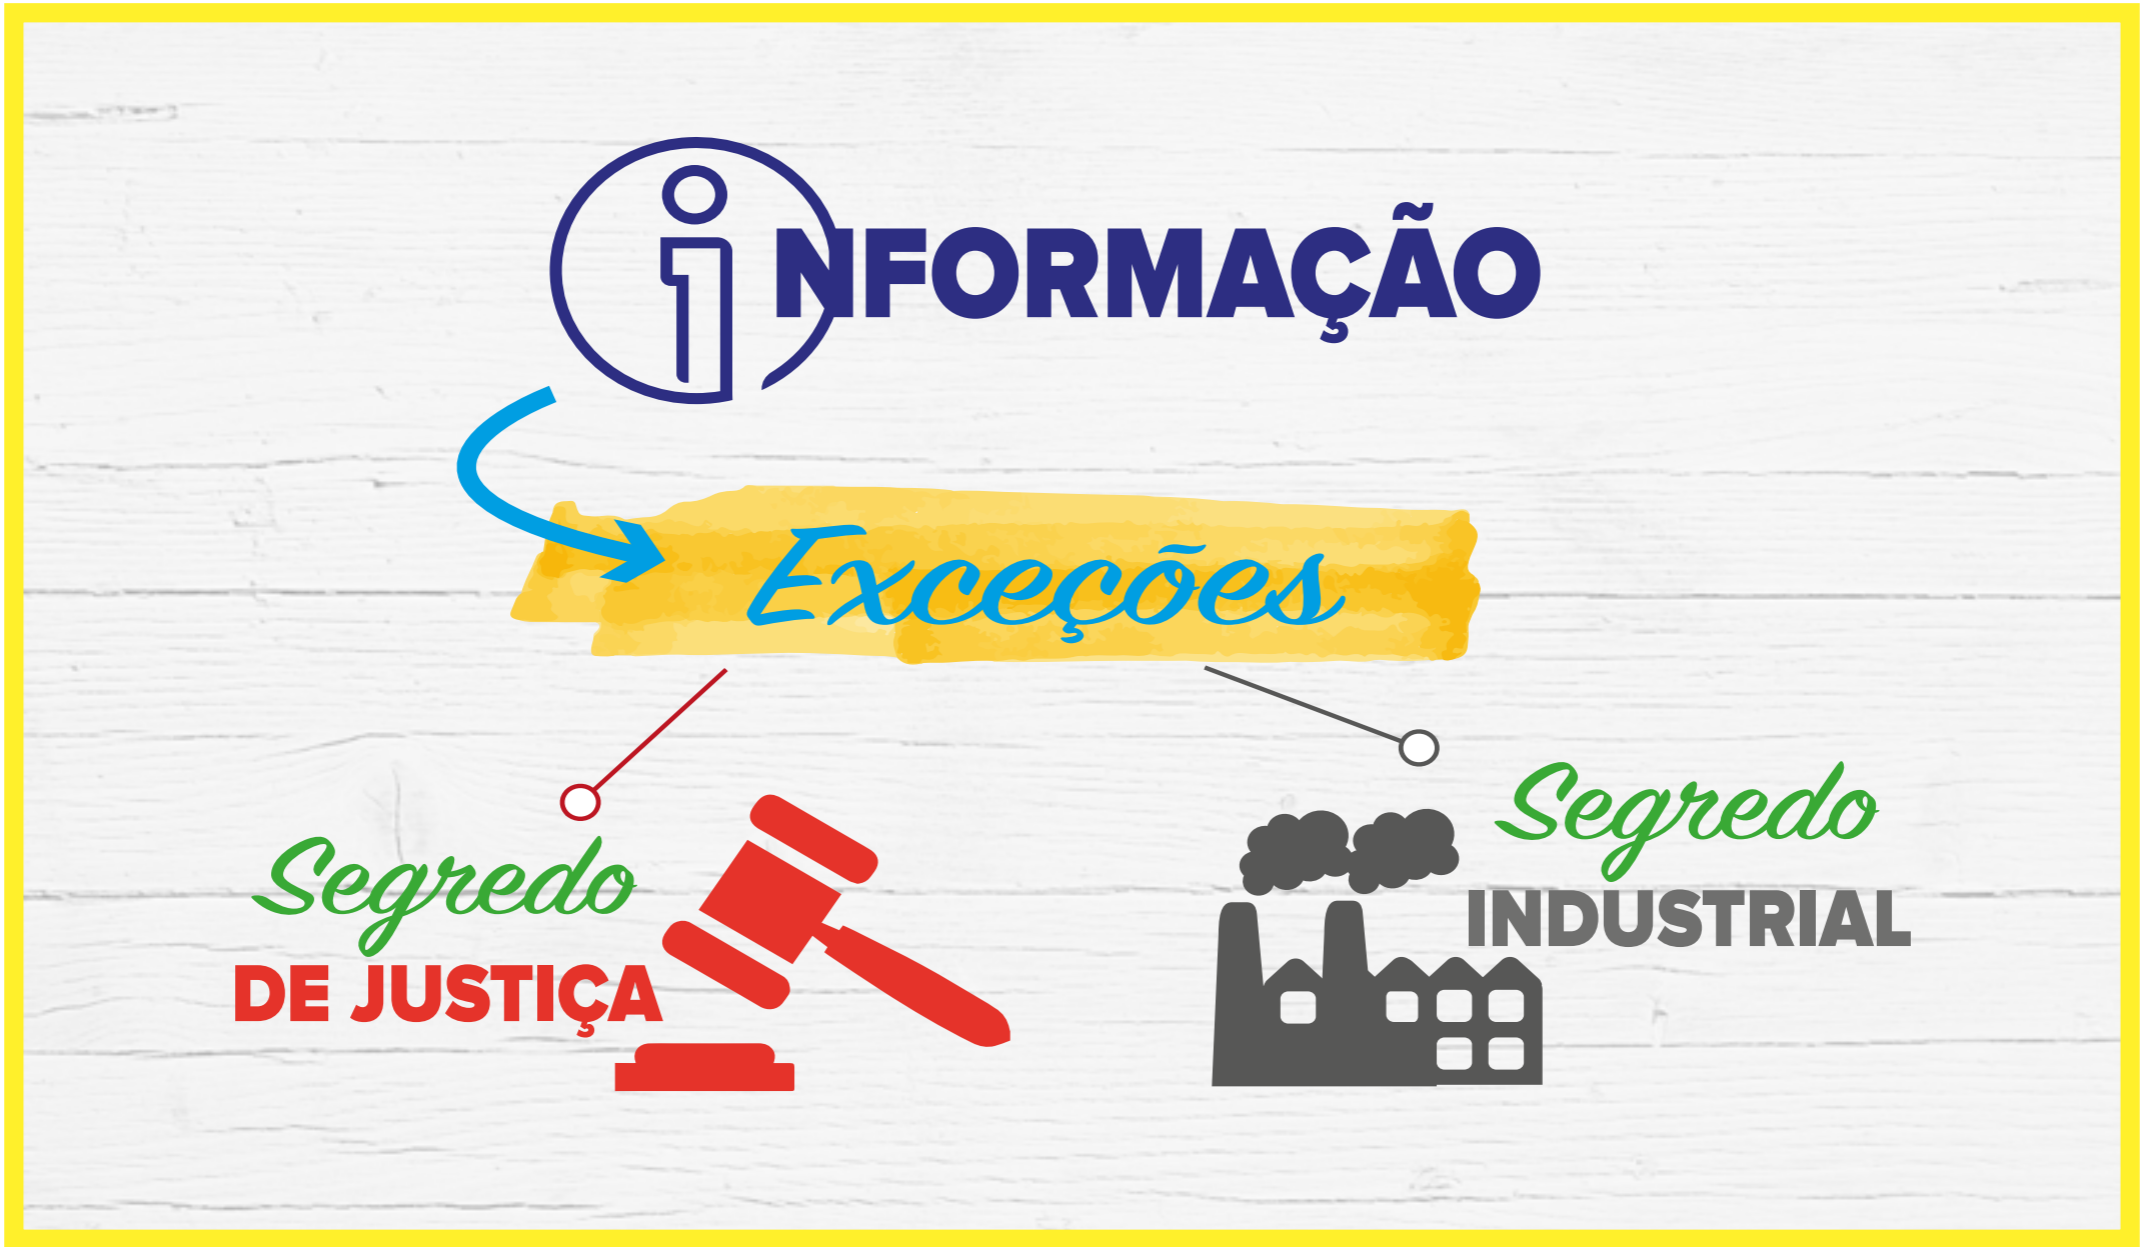 iNFORMAÇÃO
Exceções
Segredo
DE JUSTIÇA
Segredo
INDUSTRIAL